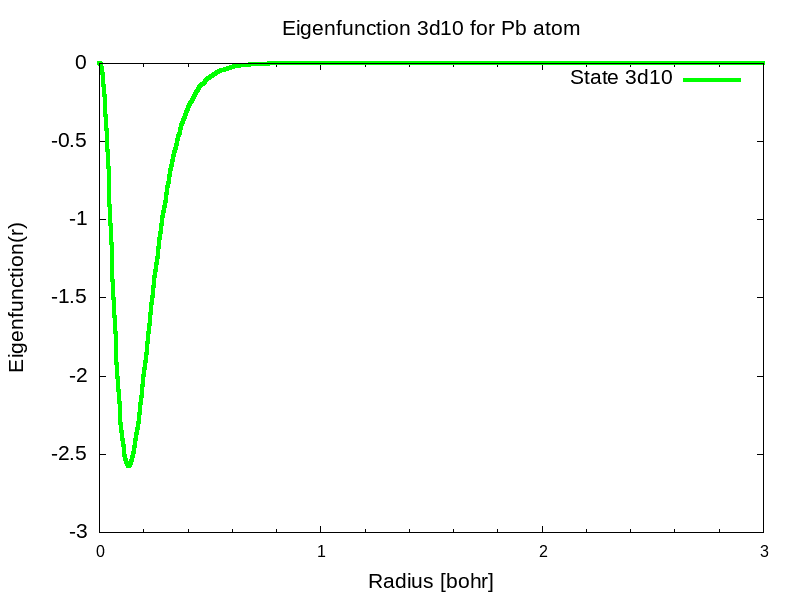 Eigenfunction 3d10 for Pb atom
State 3d10
0
-0.5
-1
-1.5
-2
-2.5
-3
Eigenfunction(r)
0 1 2 3
Radius [bohr]